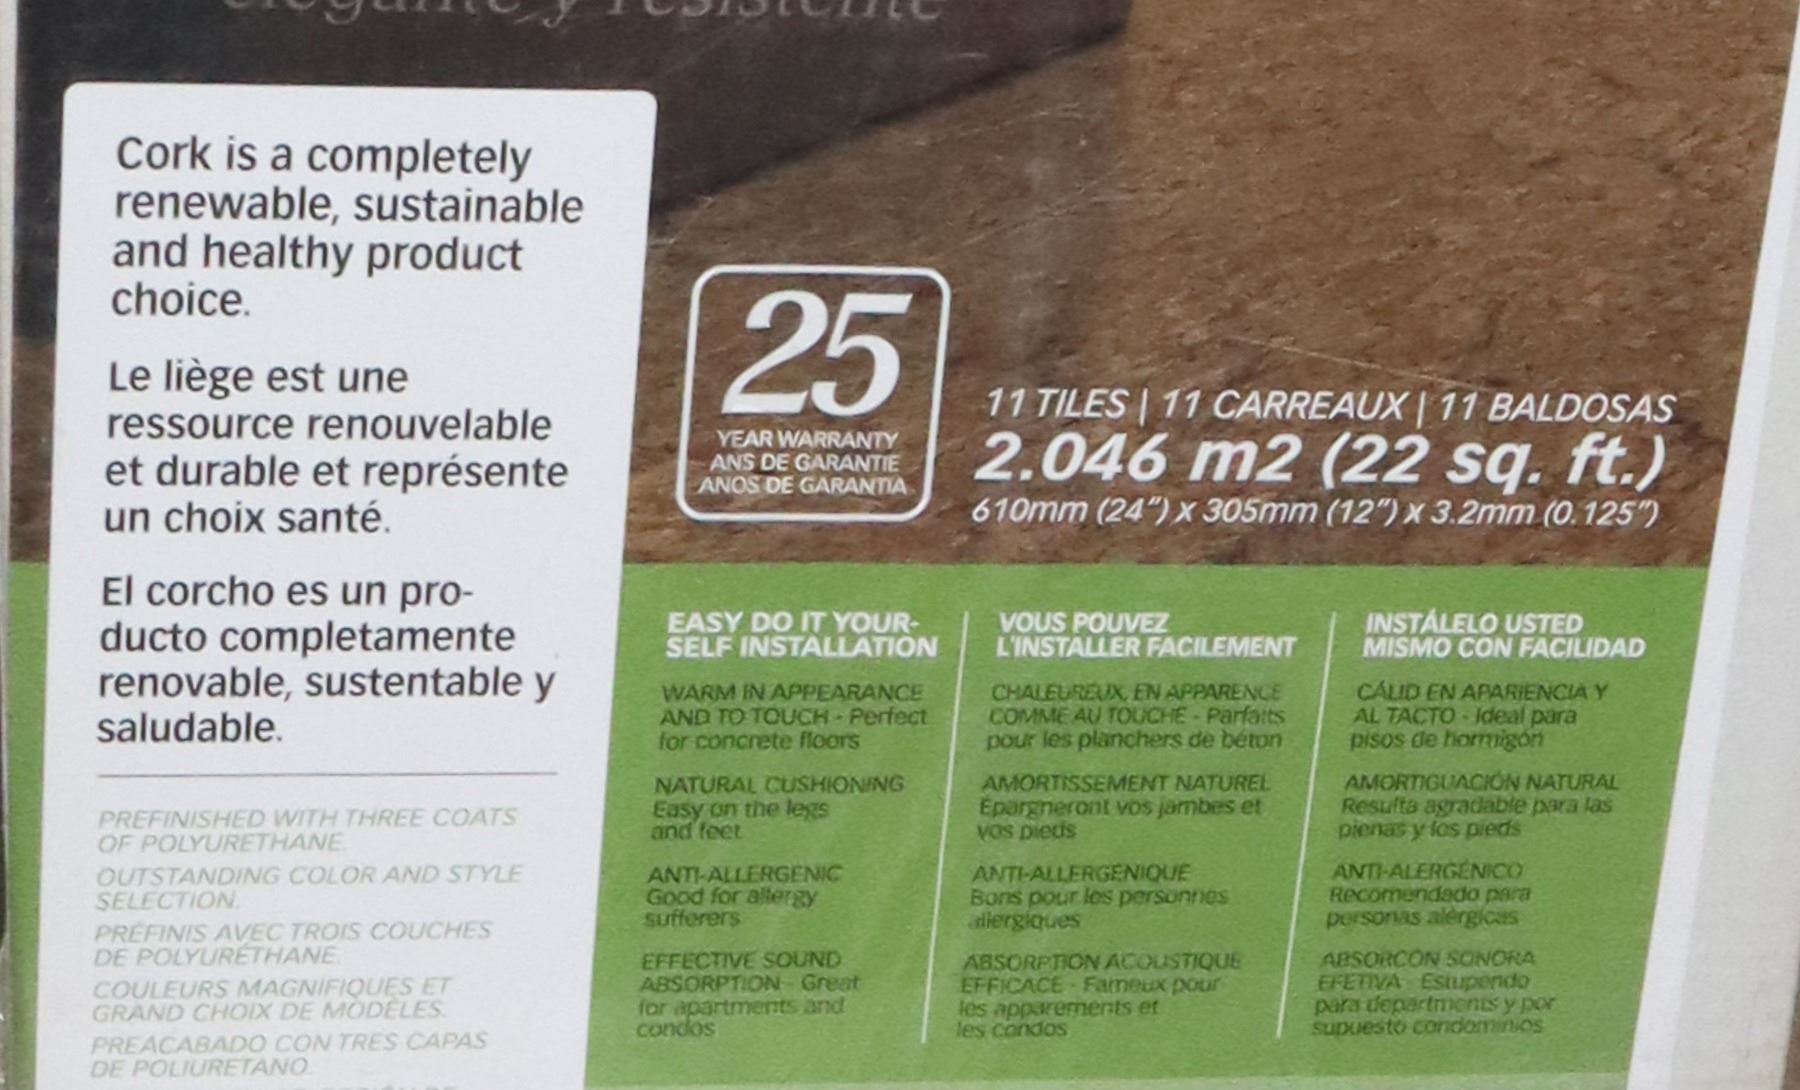 elegante y resistente
Cork is a completely
renewable, sustainable
and healthy product
choice.
Le liège est une
ressource renouvelable
et durable et représente
un choix santé.
El corcho es un pro-
ducto completamente
renovable, sustentable y
saludable.
PREFINISHED WITH THREE COATS
OF POLYURETHANE.
OUTSTANDING COLOR AND STYLE
SELECTION.
PRÉFINIS AVEC TROIS COUCHES
DE POLYURÉTHANE.
COULEURS MAGNIFIQUES ET
GRAND CHOIX DE MODÈLES.
PREACABADO CON TRES CAPAS
DE POLIURETANO.
25
YEAR WARRANTY
ANS DE GARANTIE
ANOS DE GARANTIA
11 TILES | 11 CARREAUX | 11 BALDOSAS
2.046 m2 (22 sq. ft.)
610mm (24") x 305mm (12") x 3.2mm (0.125")
EASY DO IT YOUR-
SELF INSTALLATION
WARM IN APPEARANCE
AND TO TOUCH - Perfect
for concrete floors
NATURAL CUSHIONING
Easy on the legs
and feet
ANTI-ALLERGENIC
Good for allergy
sufferers
EFFECTIVE SOUND
ABSORPTION - Great
for apartments and
condos
VOUS POUVEZ
L'INSTALLER FACILEMENT
CHALEUREUX, EN APPARENCE
COMME AU TOUCHE - Parfaits
pour les planchers de béton
AMORTISSEMENT NATUREL
Épargneront vos jambes et
vos pieds
ANTI-ALLERGÉNIQUE
Bons pour les personnes
allergiques
ABSORPTION ACOUSTIQUE
EFFICACE - Fameux pour
les apparements et
les condos
INSTÁLELO USTED
MISMO CON FACILIDAD
CÁLID EN APARIENCIA Y
AL TACTO - Ideal para
pisos de hormigón
AMORTIGUACIÓN NATURAL
Resulta agradable para las
pienas y los pieds
ANTI-ALERGÉNICO
Recomendado para
personas alérgicas
ABSORCÓN SONORA
EFETIVA - Estupendo
para departments y por
supuesto condominios